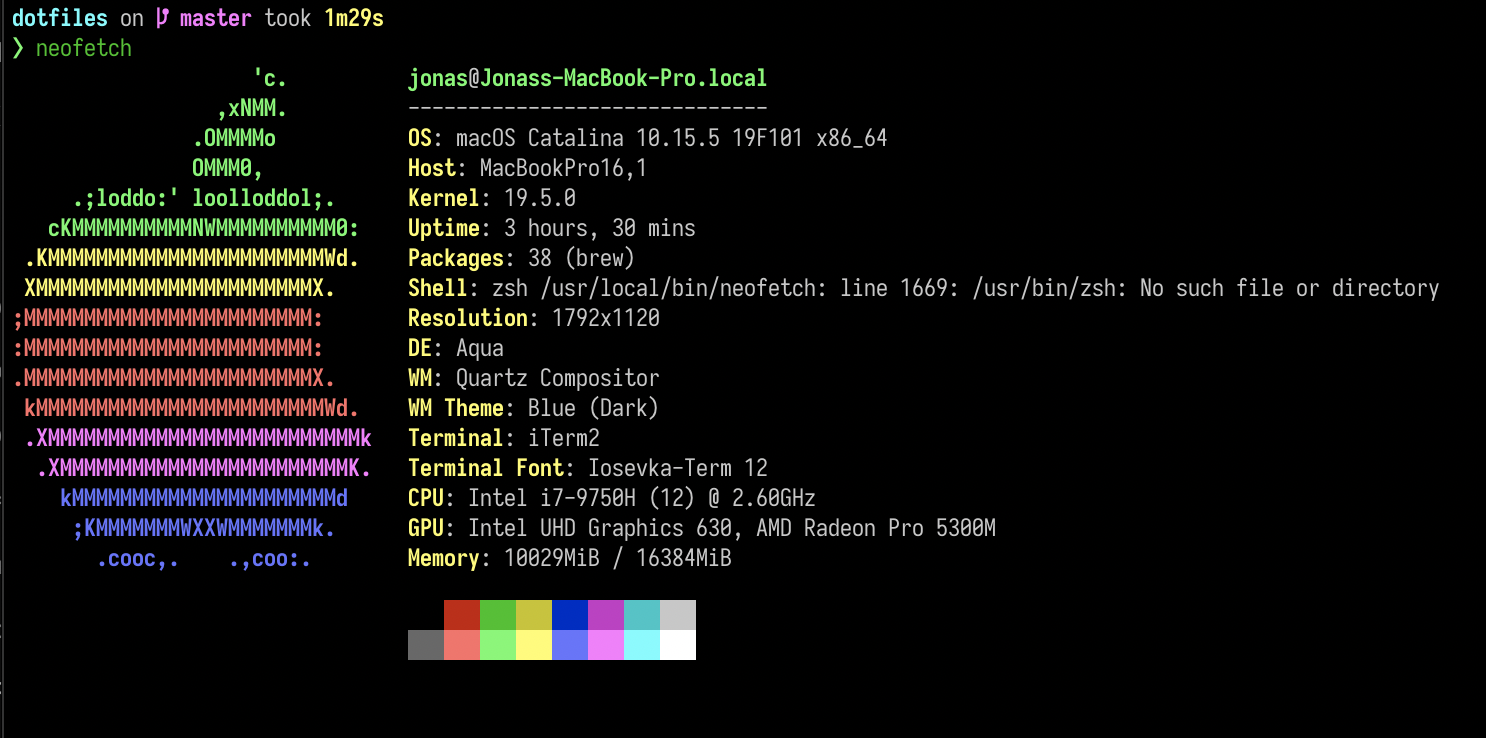 dotfiles on master took 1m29s
❯ neofetch
                    'c.          jonas@Jonass-MacBook-Pro.local
                 ,xNMM.          ------------------------------
               .OMMMMo           OS: macOS Catalina 10.15.5 19F101 x86_64
               OMMM0,            Host: MacBookPro16,1
     .;loddo:' loolloddol;.      Kernel: 19.5.0
   cKMMMMMMMMMMNWMMMMMMMMMM0:    Uptime: 3 hours, 30 mins
 .KMMMMMMMMMMMMMMMMMMMMMMMWd.    Packages: 38 (brew)
 XMMMMMMMMMMMMMMMMMMMMMMMX.      Shell: zsh /usr/local/bin/neofetch: line 1669: /usr/bin/zsh: No such file or directory
;MMMMMMMMMMMMMMMMMMMMMMMM:       Resolution: 1792x1120
:MMMMMMMMMMMMMMMMMMMMMMMM:       DE: Aqua
.MMMMMMMMMMMMMMMMMMMMMMMMX.      WM: Quartz Compositor
 kMMMMMMMMMMMMMMMMMMMMMMMMWd.    WM Theme: Blue (Dark)
 .XMMMMMMMMMMMMMMMMMMMMMMMMMMk   Terminal: iTerm2
  .XMMMMMMMMMMMMMMMMMMMMMMMMK.   Terminal Font: Iosevka-Term 12
    kMMMMMMMMMMMMMMMMMMMMMMd     CPU: Intel i7-9750H (12) @ 2.60GHz
     ;KMMMMMMMWXXWMMMMMMMk.      GPU: Intel UHD Graphics 630, AMD Radeon Pro 5300M
       .cooc,.    .,coo:.        Memory: 10029MiB / 16384MiB